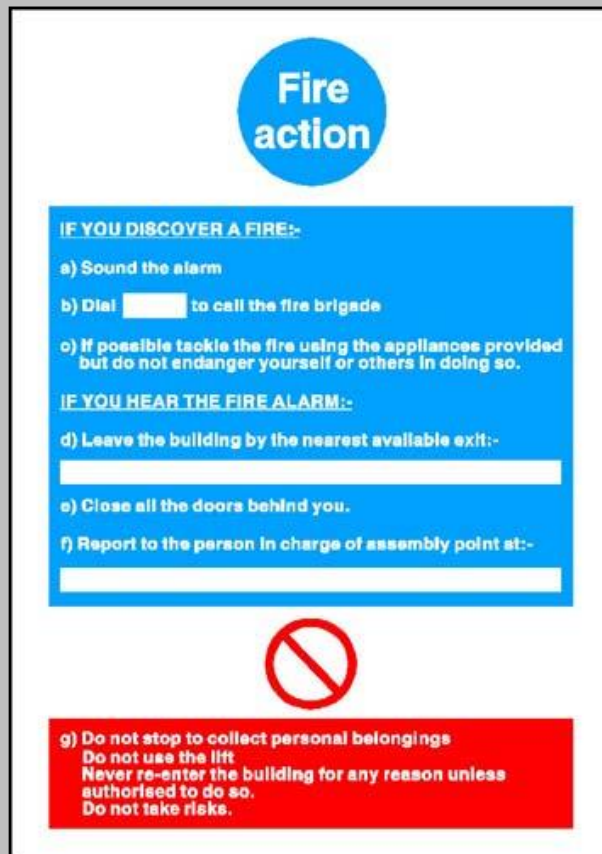 Fire
action
IF YOU DISCOVER A FIRE:-
a) Sound the alarm
b) Dial to call the fire brigade
c) If possible tackle the fire using the appliances provided
but do not endanger yourself or others in doing so.
IF YOU HEAR THE FIRE ALARM:-
d) Leave the building by the nearest available exit:-
e) Close all the doors behind you.
f) Report to the person in charge of assembly point at:-
g) Do not stop to collect personal belongings
Do not use the lift
Never re-enter the building for any reason unless
authorised to do so.
Do not take risks.